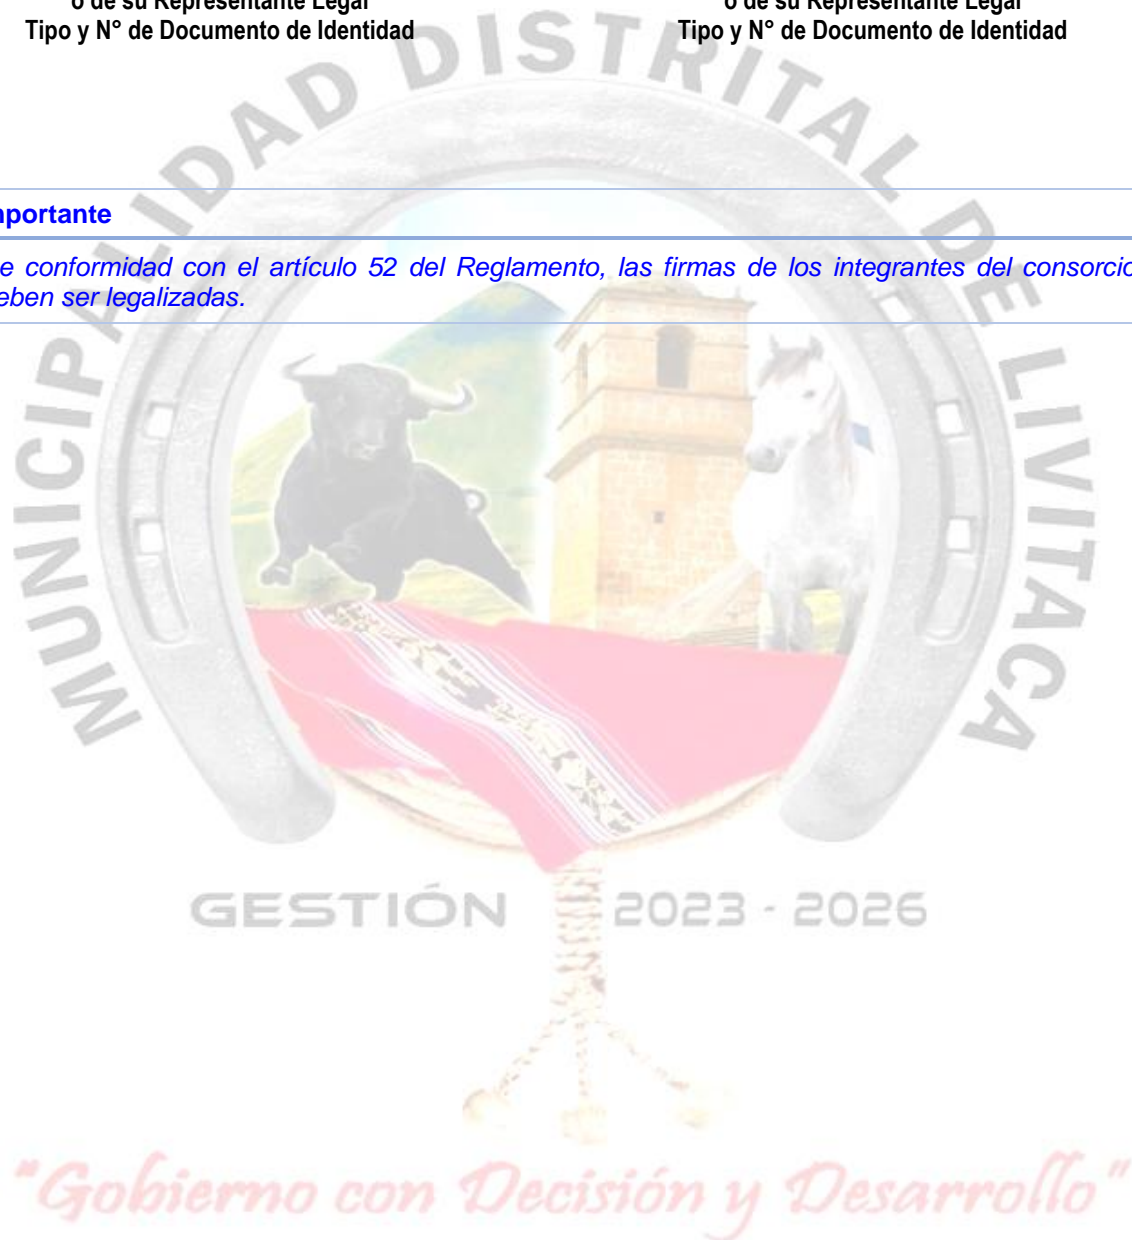 o de su Representante Legal o de su Representante Legal
Tipo y N° de Documento de Identidad Tipo y N° de Documento de Identidad
MUNICIPALIDAD DISTRITAL DE LIVITACA
mportante
e conformidad con el artículo 52 del Reglamento, las firmas de los integrantes del consorcio
eben ser legalizadas.
GESTIÓN 2023 - 2026
"Gobierno con Decisión y Desarrollo"